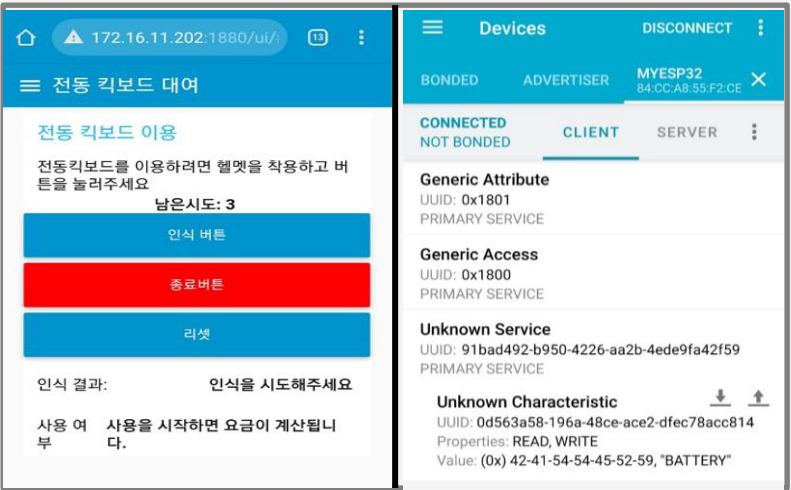 172.16.11.202:1880/ui/
13
전동 킥보드 대여
전동 킥보드 이용
전동킥보드를 이용하려면 헬멧을 착용하고 버
튼을 눌러주세요
남은시도: 3
인식 버튼
종료버튼
리셋
인식 결과: 인식을 시도해주세요
사용 여
부
사용을 시작하면 요금이 계산됩니
다.
Devices DISCONNECT
BONDED ADVERTISER MYESP32
84:CC:A8:55:F2:CE
CONNECTED
NOT BONDED
CLIENT SERVER
Generic Attribute
UUID: 0x1801
PRIMARY SERVICE
Generic Access
UUID: 0x1800
PRIMARY SERVICE
Unknown Service
UUID: 91bad492-b950-4226-aa2b-4ede9fa42f59
PRIMARY SERVICE
Unknown Characteristic
UUID: 0d563a58-196a-48ce-ace2-dfec78acc814
Properties: READ, WRITE
Value: (0x) 42-41-54-54-45-52-59, "BATTERY"